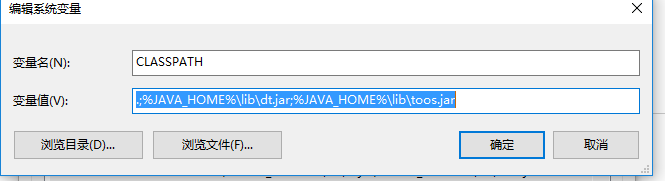 编辑系统变量
变量名(N):
CLASSPATH
变量值(V):
.;%JAVA_HOME%\lib\dt.jar;%JAVA_HOME%\lib\toos.jar
浏览目录(D)...
浏览文件(F)...
确定
取消